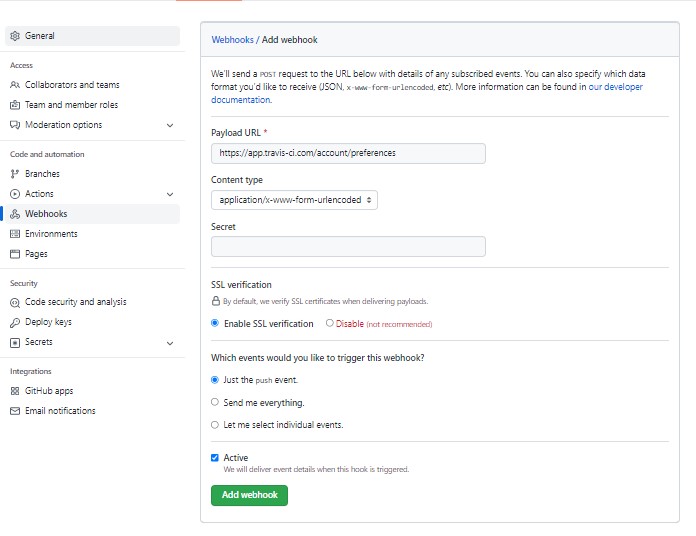 General
Access
Collaborators and teams
Team and member roles
Moderation options
Code and automation
Branches
Actions
Webhooks
Environments
Pages
Security
Code security and analysis
Deploy keys
Secrets
Integrations
GitHub apps
Email notifications
Webhooks / Add webhook
We'll send a POST request to the URL below with details of any subscribed events. You can also specify which data
format you'd like to receive (JSON, x-www-form-urlencoded, etc). More information can be found in our developer
documentation.
Payload URL *
https://app.travis-ci.com/account/preferences
Content type
application/x-www-form-urlencoded
Secret
SSL verification
By default, we verify SSL certificates when delivering payloads.
Enable SSL verification Disable (not recommended)
Which events would you like to trigger this webhook?
Just the push event.
Send me everything.
Let me select individual events.
Active
We will deliver event details when this hook is triggered.
Add webhook